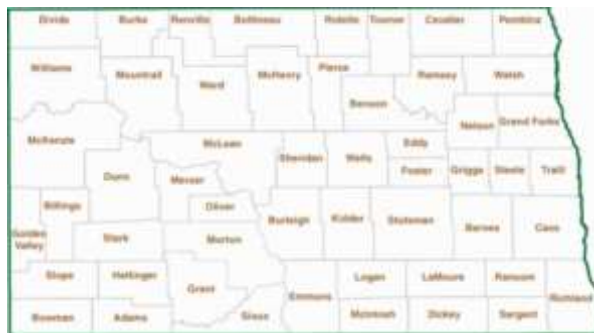 Divide Burke Renville Bottineau Rolette Towner Cavalier Pembina
Williams Mountrail Ward McHenry Pierce Ramsey Walsh
Benson
Nelson Grand Forks
McKenzie McLean Eddy
Sheridan Wells
Dunn Mercer Foster Griggs Steele Traill
Billings Oliver
Burleigh Kidder Stutsman Barnes Cass
Golden
Valley Stark Morton
Slope Hettinger Logan LaMoure Ransom
Grant Emmons Richland
Bowman Adams Sioux McIntosh Dickey Sargent